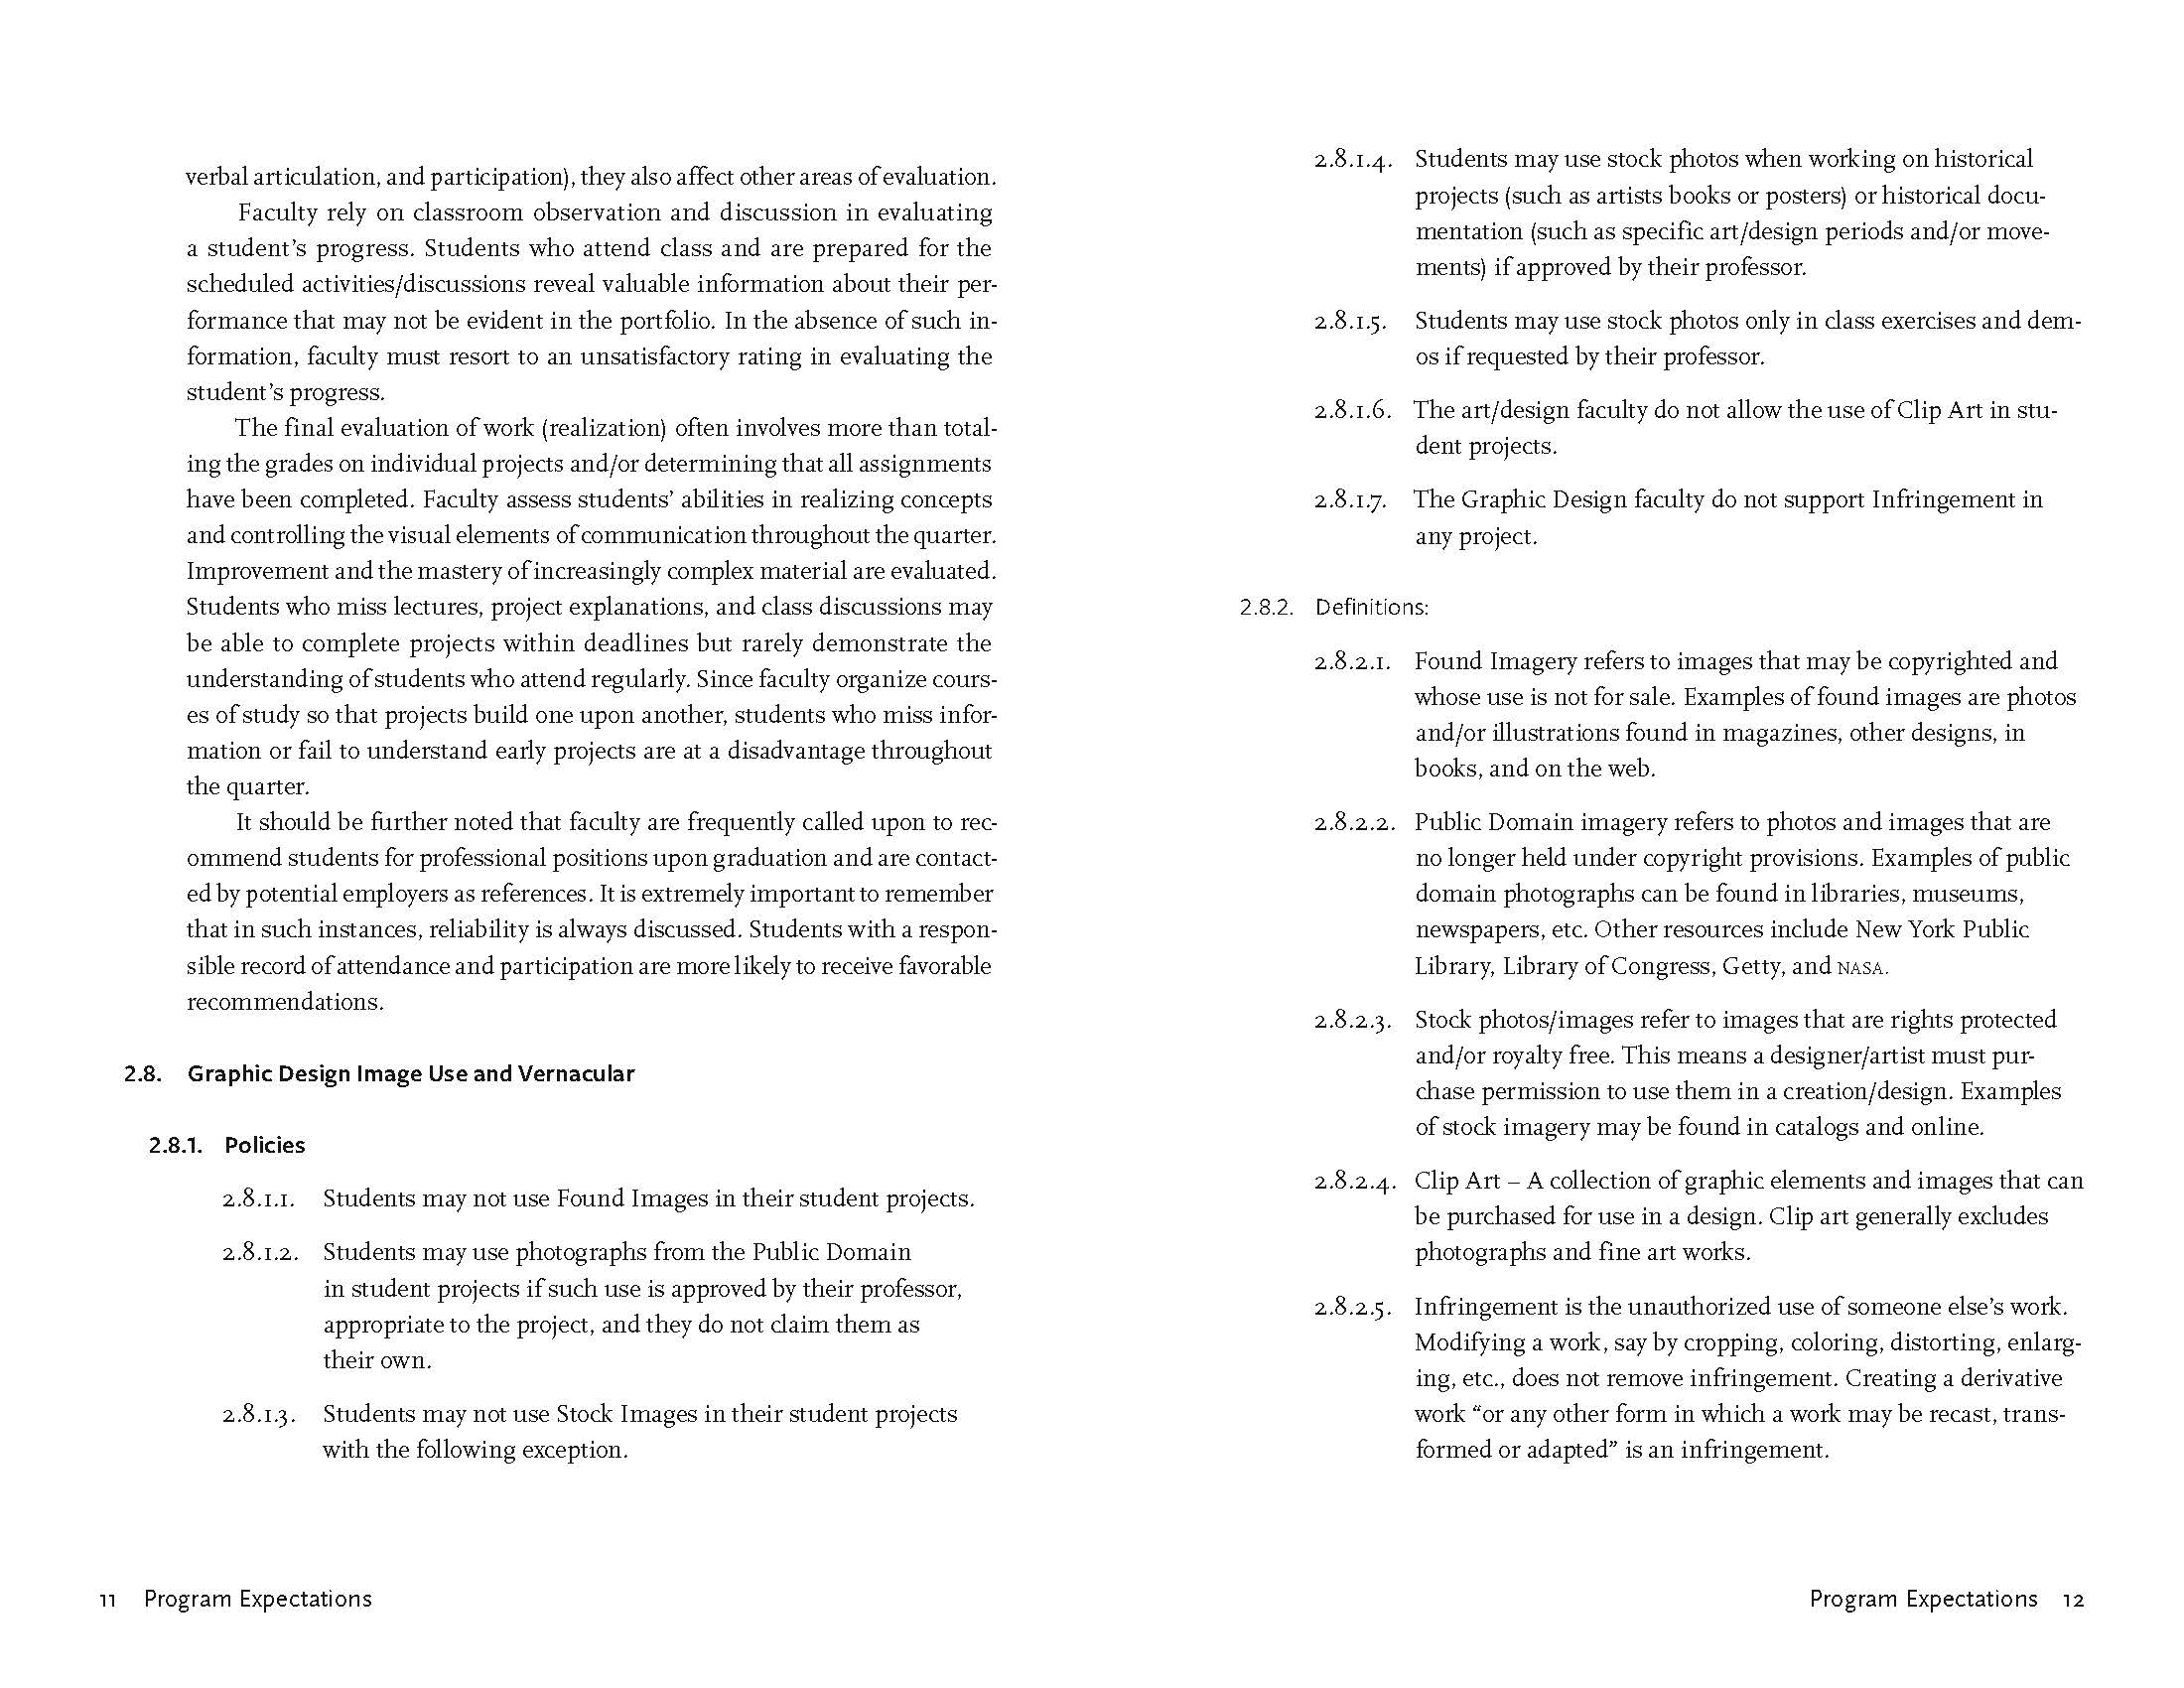 verbal articulation, and participation), they also affect other areas of evaluation.
Faculty rely on classroom observation and discussion in evaluating
a student’s progress. Students who attend class and are prepared for the
scheduled activities/discussions reveal valuable information about their per-
formance that may not be evident in the portfolio. In the absence of such in-
formation, faculty must resort to an unsatisfactory rating in evaluating the
student’s progress.
The final evaluation of work (realization) often involves more than total-
ing the grades on individual projects and/or determining that all assignments
have been completed. Faculty assess students’ abilities in realizing concepts
and controlling the visual elements of communication throughout the quarter.
Improvement and the mastery of increasingly complex material are evaluated.
Students who miss lectures, project explanations, and class discussions may
be able to complete projects within deadlines but rarely demonstrate the
understanding of students who attend regularly. Since faculty organize cours-
es of study so that projects build one upon another, students who miss infor-
mation or fail to understand early projects are at a disadvantage throughout
the quarter.
It should be further noted that faculty are frequently called upon to rec-
ommend students for professional positions upon graduation and are contact-
ed by potential employers as references. It is extremely important to remember
that in such instances, reliability is always discussed. Students with a respon-
sible record of attendance and participation are more likely to receive favorable
recommendations.
2.8. Graphic Design Image Use and Vernacular
2.8.1. Policies
2.8.1.1. Students may not use Found Images in their student projects.
2.8.1.2. Students may use photographs from the Public Domain
in student projects if such use is approved by their professor,
appropriate to the project, and they do not claim them as
their own.
2.8.1.3. Students may not use Stock Images in their student projects
with the following exception.
11 Program Expectations
2.8.1.4. Students may use stock photos when working on historical
projects (such as artists books or posters) or historical docu-
mentation (such as specific art/design periods and/or move-
ments) if approved by their professor.
2.8.1.5. Students may use stock photos only in class exercises and dem-
os if requested by their professor.
2.8.1.6. The art/design faculty do not allow the use of Clip Art in stu-
dent projects.
2.8.1.7. The Graphic Design faculty do not support Infringement in
any project.
2.8.2. Definitions:
2.8.2.1. Found Imagery refers to images that may be copyrighted and
whose use is not for sale. Examples of found images are photos
and/or illustrations found in magazines, other designs, in
books, and on the web.
2.8.2.2. Public Domain imagery refers to photos and images that are
no longer held under copyright provisions. Examples of public
domain photographs can be found in libraries, museums,
newspapers, etc. Other resources include New York Public
Library, Library of Congress, Getty, and NASA.
2.8.2.3. Stock photos/images refer to images that are rights protected
and/or royalty free. This means a designer/artist must pur-
chase permission to use them in a creation/design. Examples
of stock imagery may be found in catalogs and online.
2.8.2.4. Clip Art – A collection of graphic elements and images that can
be purchased for use in a design. Clip art generally excludes
photographs and fine art works.
2.8.2.5. Infringement is the unauthorized use of someone else’s work.
Modifying a work, say by cropping, coloring, distorting, enlarg-
ing, etc., does not remove infringement. Creating a derivative
work “or any other form in which a work may be recast, trans-
formed or adapted” is an infringement.
Program Expectations 12